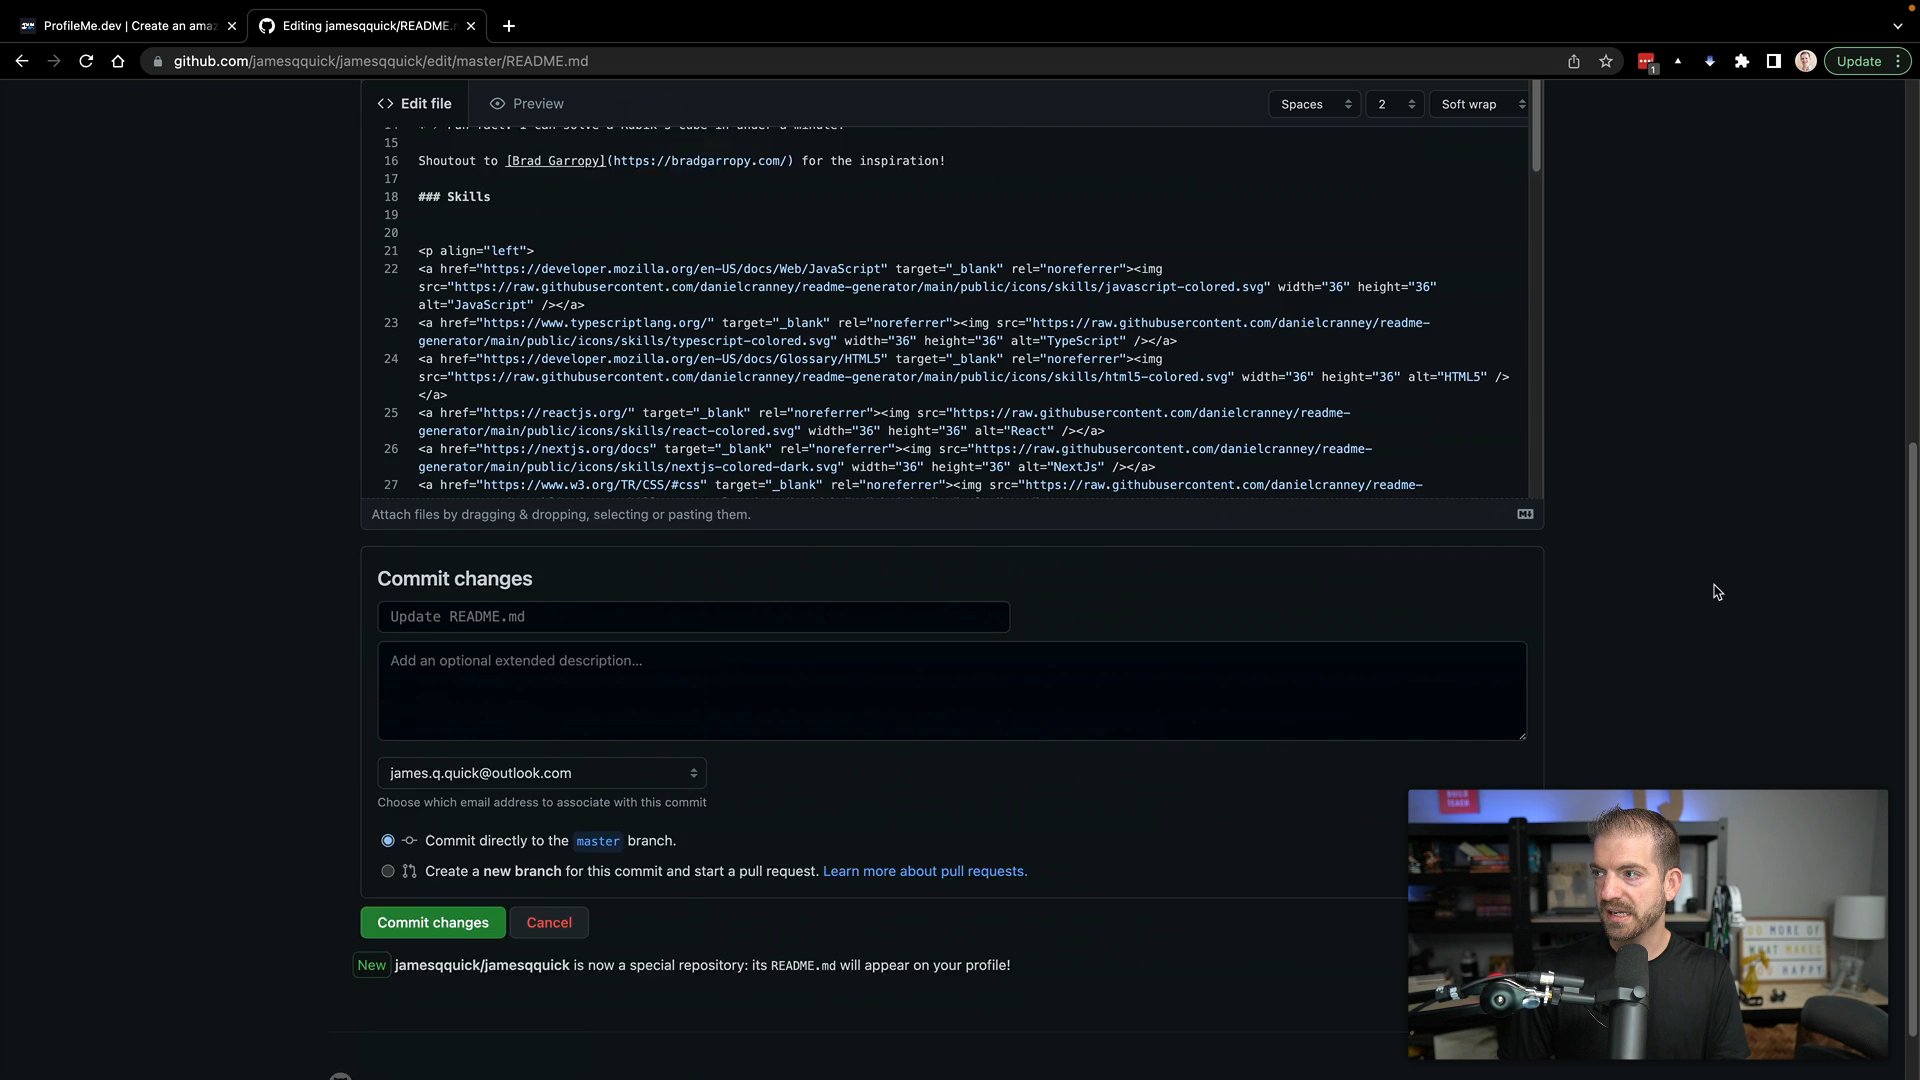 ProfileMe.dev | Create an amaz
Editing jamesqquick/README.
github.com/jamesqquick/jamesqquick/edit/master/README.md
1
Update
Edit file
Preview
Spaces
2
Soft wrap
15
16 Shoutout to [Brad Garropy](https://bradgarropy.com/) for the inspiration!
17
18 ### Skills
19
20
21 <p align="left">
22 <a href="https://developer.mozilla.org/en-US/docs/Web/JavaScript" target="_blank" rel="noreferrer"><img
src="https://raw.githubusercontent.com/danielcranney/readme-generator/main/public/icons/skills/javascript-colored.svg" width="36" height="36"
alt="JavaScript" /></a>
23 <a href="https://www.typescriptlang.org/" target="_blank" rel="noreferrer"><img src="https://raw.githubusercontent.com/danielcranney/readme-
generator/main/public/icons/skills/typescript-colored.svg" width="36" height="36" alt="TypeScript" /></a>
24 <a href="https://developer.mozilla.org/en-US/docs/Glossary/HTML5" target="_blank" rel="noreferrer"><img
src="https://raw.githubusercontent.com/danielcranney/readme-generator/main/public/icons/skills/html5-colored.svg" width="36" height="36" alt="HTML5" />
</a>
25 <a href="https://reactjs.org/" target="_blank" rel="noreferrer"><img src="https://raw.githubusercontent.com/danielcranney/readme-
generator/main/public/icons/skills/react-colored.svg" width="36" height="36" alt="React" /></a>
26 <a href="https://nextjs.org/docs" target="_blank" rel="noreferrer"><img src="https://raw.githubusercontent.com/danielcranney/readme-
generator/main/public/icons/skills/nextjs-colored-dark.svg" width="36" height="36" alt="NextJs" /></a>
27 <a href="https://www.w3.org/TR/CSS/#css" target="_blank" rel="noreferrer"><img src="https://raw.githubusercontent.com/danielcranney/readme-
Attach files by dragging & dropping, selecting or pasting them.
Commit changes
Update README.md
Add an optional extended description...
james.q.quick@outlook.com
Choose which email address to associate with this commit
Commit directly to the master branch.
Create a new branch for this commit and start a pull request. Learn more about pull requests.
Commit changes
Cancel
New jamesqquick/jamesqquick is now a special repository: its README.md will appear on your profile!
BUILD
TEACH
DO MORE OF
WHAT MAKES
YOU HAPPY